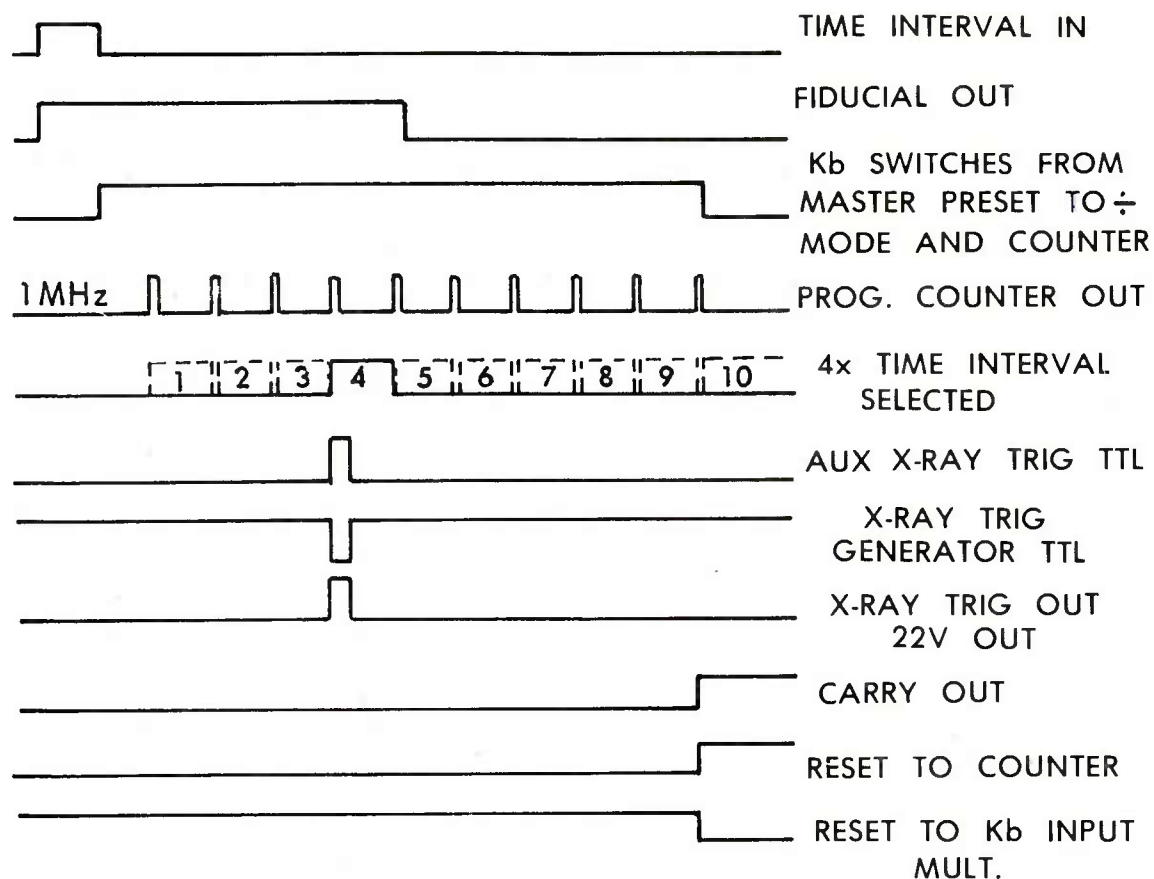 TIME INTERVAL IN
FIDUCIAL OUT
Kb SWITCHES FROM
MASTER PRESET TO ÷
MODE AND COUNTER
1MHz
PROG. COUNTER OUT
1 2 3 4 5 6 7 8 9 10
4x TIME INTERVAL
SELECTED
AUX X-RAY TRIG TTL
X-RAY TRIG
GENERATOR TTL
X-RAY TRIG OUT
22V OUT
CARRY OUT
RESET TO COUNTER
RESET TO Kb INPUT
MULT.